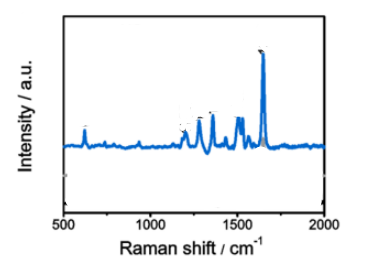 Intensity / a.u.
500 1000 1500 2000
Raman shift / cm⁻¹